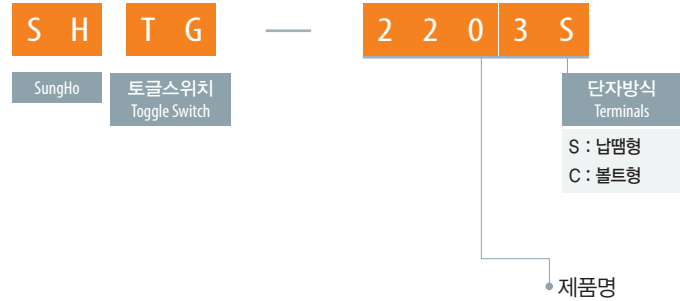 S H T G — 2 2 0 3 S
SungHo
토글스위치
Toggle Switch
단자방식
Terminals
S : 납땜형
C : 볼트형
제품명